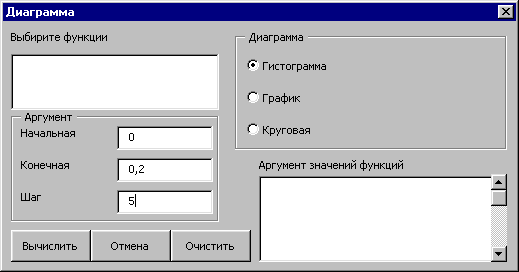 Диаграмма
Выбирите функции
Аргумент
Начальная 0
Конечная 0,2
Шаг 5
Вычислить Отмена Очистить
Диаграмма
Гистограмма
График
Круговая
Аргумент значений функций